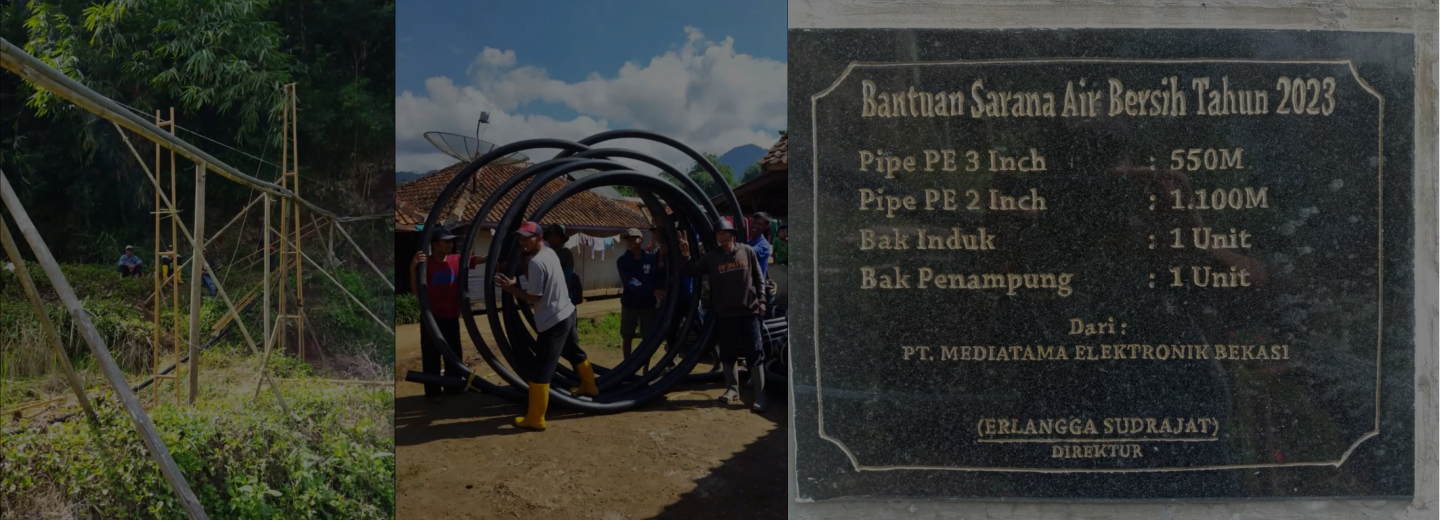 Bantuan Sarana Air Bersih Tahun 2023
Pipe PE 3 Inch : 550M
Pipe PE 2 Inch : 1.100M
Bak Induk : 1 Unit
Bak Penampung : 1 Unit
Dari :
PT. MEDIATAMA ELEKTRONIK BEKASI
(ERLANGGA SUDRAJAT)
DIREKTUR